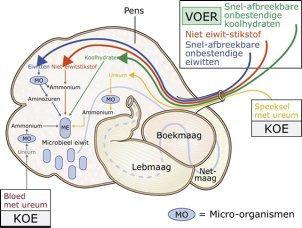 Pens
VOER
Snel-afbreekbare
onbestendige
koolhydraten
Niet eiwit-stikstof
Snel-afbreekbare
onbestendige
eiwitten
Koolhydraten
Eiwitten
Niet-eiwitstikstof
Ureum
MO
Ammonium
MO
Aminozuren
Ammonium
Ammonium
ME
MO
Microbieel eiwit
Ureum
Boekmaag
Lebmaag
Net-
maag
Speeksel
met ureum
KOE
Bloed
met ureum
KOE
MO = Micro-organismen